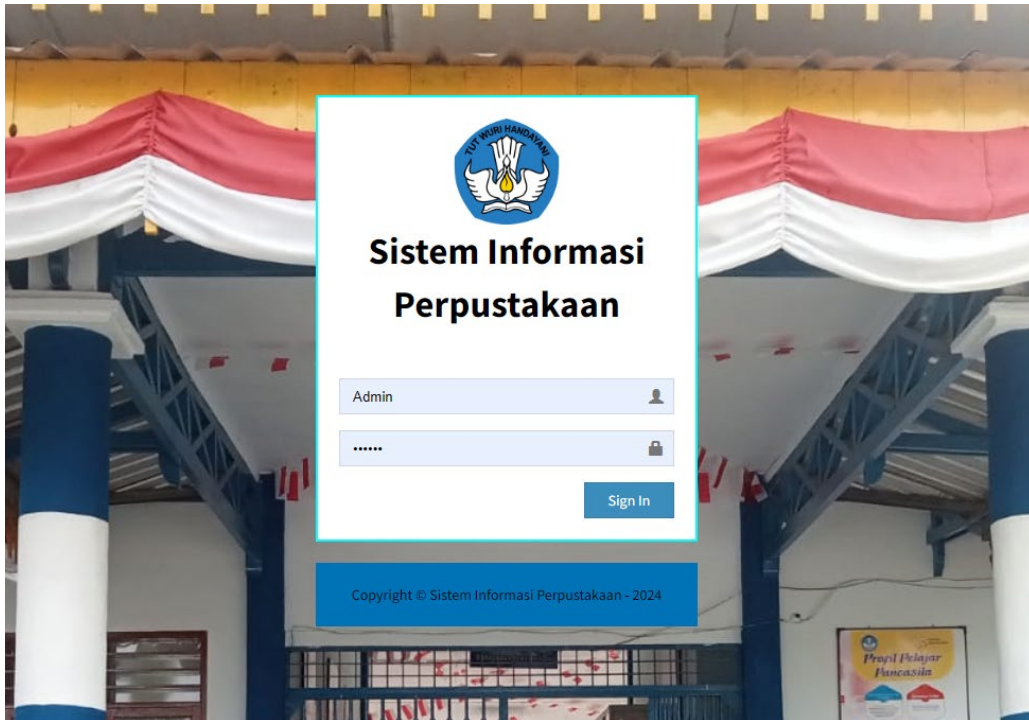 TUT WURI HANDAYANI
Sistem Informasi
Perpustakaan
Admin
••••••
Sign In
Copyright © Sistem Informasi Perpustakaan - 2024
Profil Pelajar
Pancasila